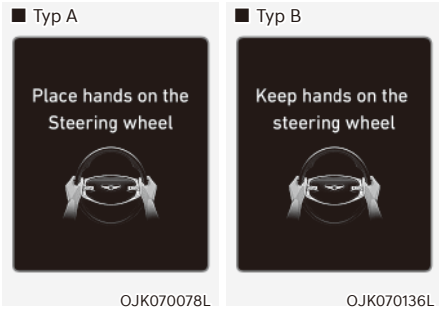 ■ Typ A
Place hands on the
Steering wheel
OJK070078L
■ Typ B
Keep hands on the
steering wheel
OJK070136L